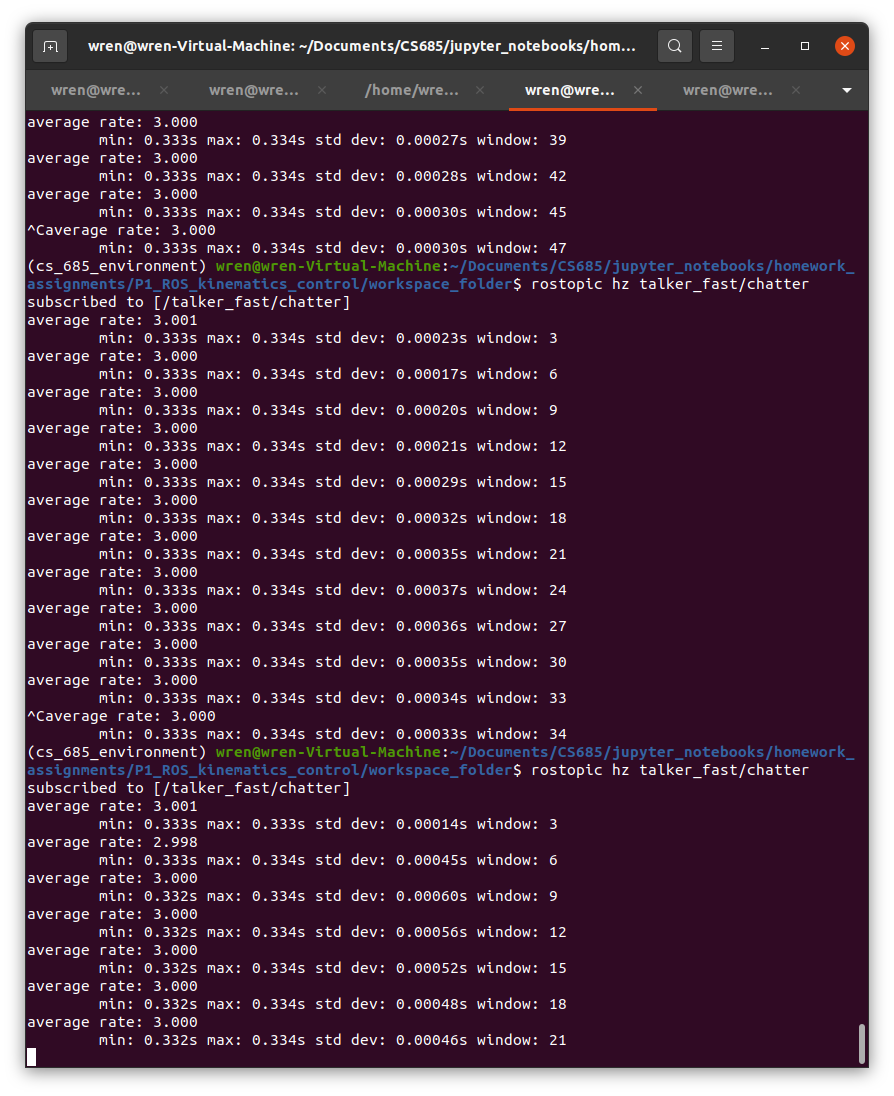 wren@wren-Virtual-Machine: ~/Documents/CS685/jupyter_notebooks/hom...
wren@wre... × wren@wre... × /home/wre... × wren@wre... × wren@wre... ×
average rate: 3.000
        min: 0.333s max: 0.334s std dev: 0.00027s window: 39
average rate: 3.000
        min: 0.333s max: 0.334s std dev: 0.00028s window: 42
average rate: 3.000
        min: 0.333s max: 0.334s std dev: 0.00030s window: 45
^Caverage rate: 3.000
        min: 0.333s max: 0.334s std dev: 0.00030s window: 47
(cs_685_environment) wren@wren-Virtual-Machine:~/Documents/CS685/jupyter_notebooks/homework_
assignments/P1_ROS_kinematics_control/workspace_folder$ rostopic hz talker_fast/chatter
subscribed to [/talker_fast/chatter]
average rate: 3.001
        min: 0.333s max: 0.334s std dev: 0.00023s window: 3
average rate: 3.000
        min: 0.333s max: 0.334s std dev: 0.00017s window: 6
average rate: 3.000
        min: 0.333s max: 0.334s std dev: 0.00020s window: 9
average rate: 3.000
        min: 0.333s max: 0.334s std dev: 0.00021s window: 12
average rate: 3.000
        min: 0.333s max: 0.334s std dev: 0.00029s window: 15
average rate: 3.000
        min: 0.333s max: 0.334s std dev: 0.00032s window: 18
average rate: 3.000
        min: 0.333s max: 0.334s std dev: 0.00035s window: 21
average rate: 3.000
        min: 0.333s max: 0.334s std dev: 0.00037s window: 24
average rate: 3.000
        min: 0.333s max: 0.334s std dev: 0.00036s window: 27
average rate: 3.000
        min: 0.333s max: 0.334s std dev: 0.00035s window: 30
average rate: 3.000
        min: 0.333s max: 0.334s std dev: 0.00034s window: 33
^Caverage rate: 3.000
        min: 0.333s max: 0.334s std dev: 0.00033s window: 34
(cs_685_environment) wren@wren-Virtual-Machine:~/Documents/CS685/jupyter_notebooks/homework_
assignments/P1_ROS_kinematics_control/workspace_folder$ rostopic hz talker_fast/chatter
subscribed to [/talker_fast/chatter]
average rate: 3.001
        min: 0.333s max: 0.333s std dev: 0.00014s window: 3
average rate: 2.998
        min: 0.333s max: 0.334s std dev: 0.00045s window: 6
average rate: 3.000
        min: 0.332s max: 0.334s std dev: 0.00060s window: 9
average rate: 3.000
        min: 0.332s max: 0.334s std dev: 0.00056s window: 12
average rate: 3.000
        min: 0.332s max: 0.334s std dev: 0.00052s window: 15
average rate: 3.000
        min: 0.332s max: 0.334s std dev: 0.00048s window: 18
average rate: 3.000
        min: 0.332s max: 0.334s std dev: 0.00046s window: 21